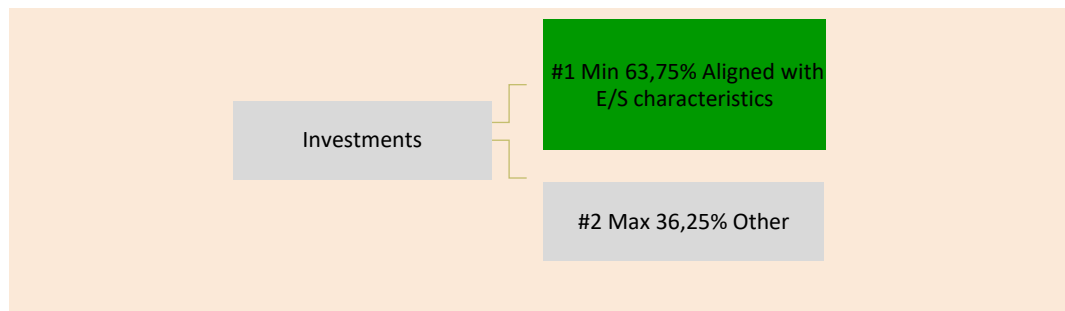 #1 Min 63,75% Aligned with
E/S characteristics
Investments
#2 Max 36,25% Other